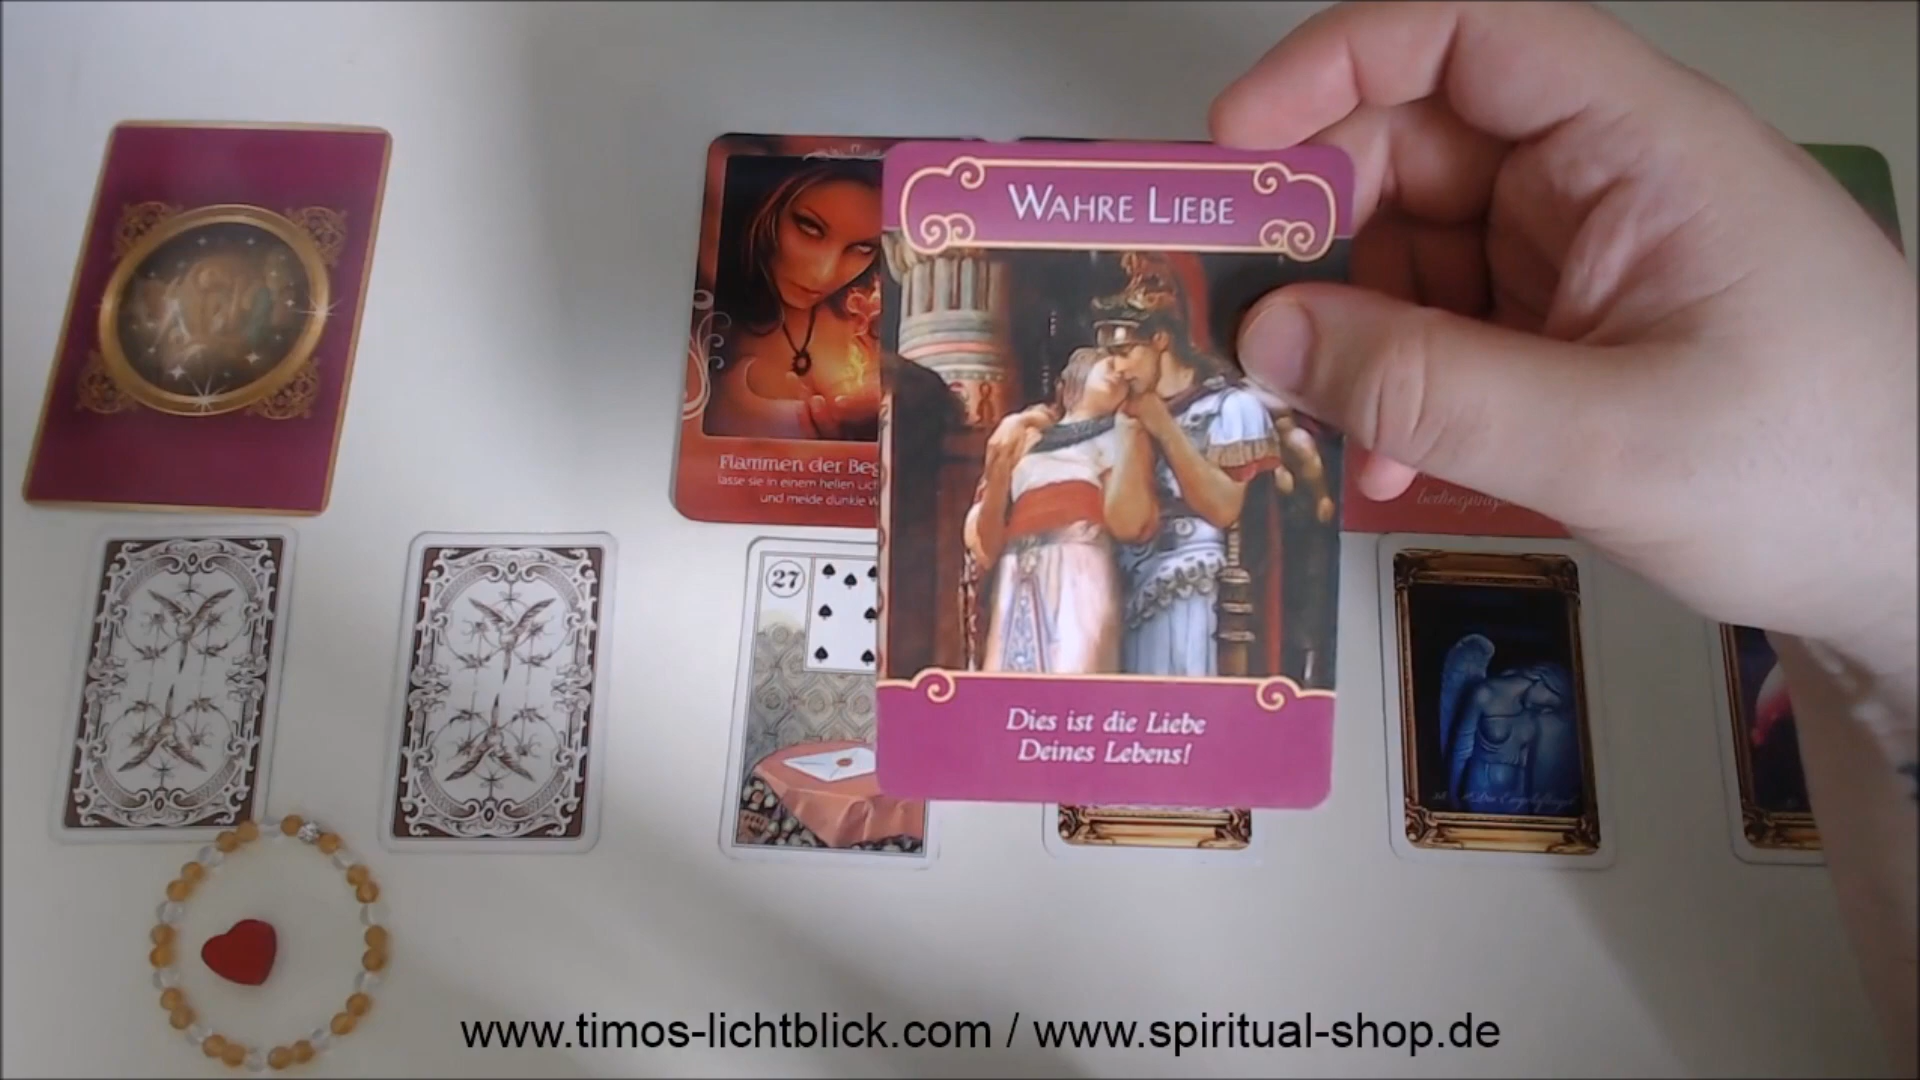 WAHRE LIEBE
Flammen der Beg
lasse sie in einem hellen Lic
und meide dunkle W
27
Dies ist die Liebe
Deines Lebens!
www.timos-lichtblick.com / www.spiritual-shop.de